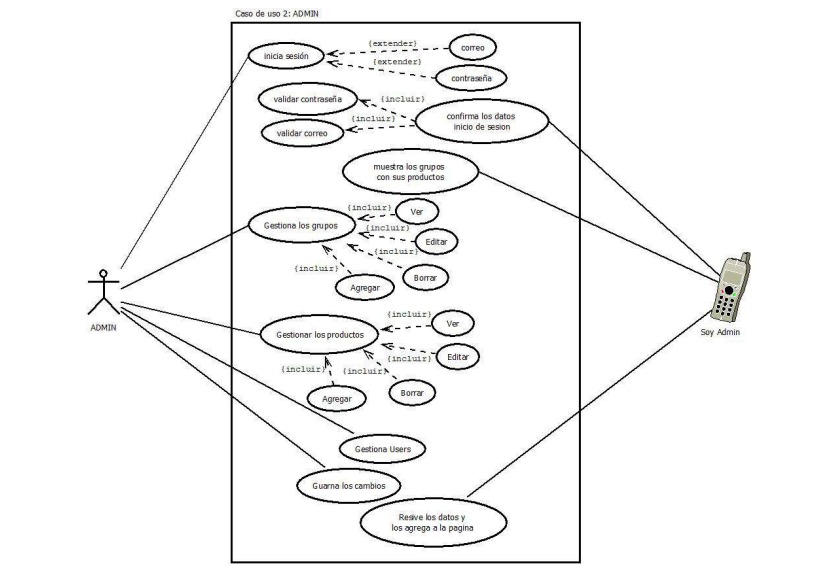 Caso de uso 2: ADMIN
inicia sesión
{extender}
correo
{extender}
contraseña
validar contraseña
{incluir}
confirma los datos
inicio de sesion
{incluir}
validar correo
muestra los grupos
con sus productos
Gestiona los grupos
{incluir}
Ver
{incluir}
Editar
{incluir}
Borrar
{incluir}
Agregar
ADMIN
Soy Admin
Gestionar los productos
{incluir}
Ver
{incluir}
Editar
{incluir}
Borrar
{incluir}
Agregar
Gestiona Users
Guarna los cambios
Resive los datos y
los agrega a la pagina